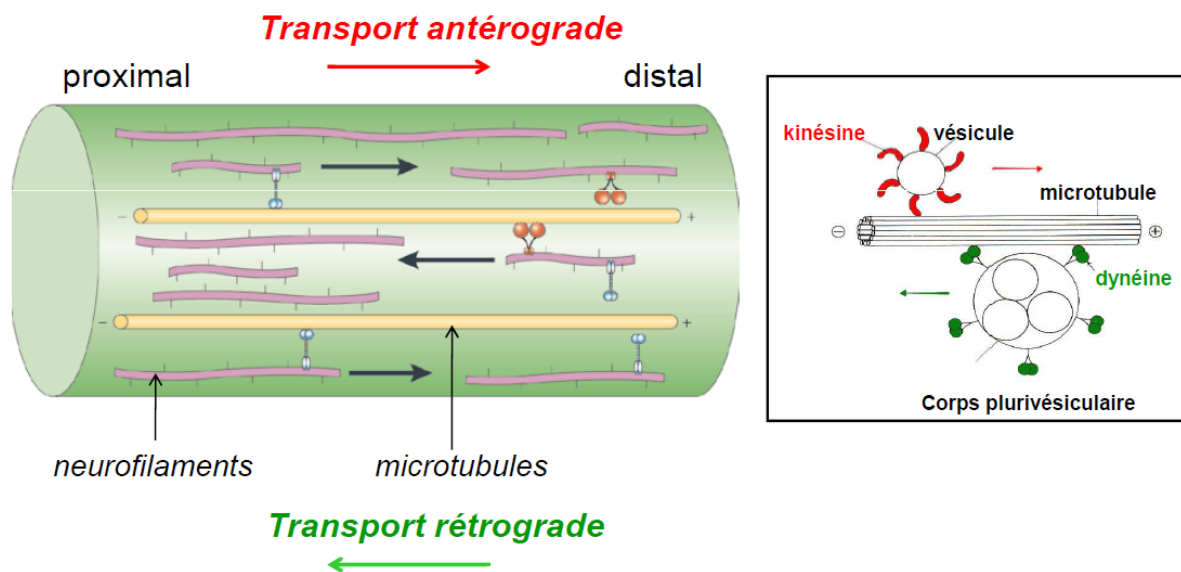 Transport antérograde
proximal
distal
- +
- +
neurofilaments
microtubules
Transport rétrograde
kinésine
vésicule
microtubule
- +
dynéine
Corps plurivésiculaire